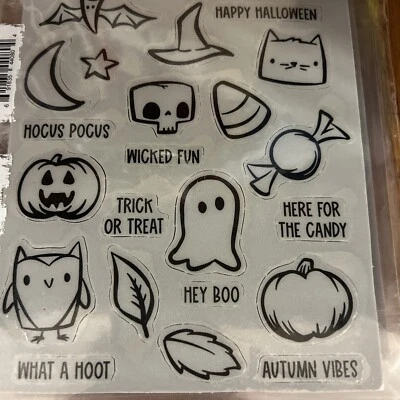 HAPPY HALLOWEEN
HOCUS POCUS
WICKED FUN
TRICK
OR TREAT
HERE FOR
THE CANDY
HEY BOO
WHAT A HOOT
AUTUMN VIBES